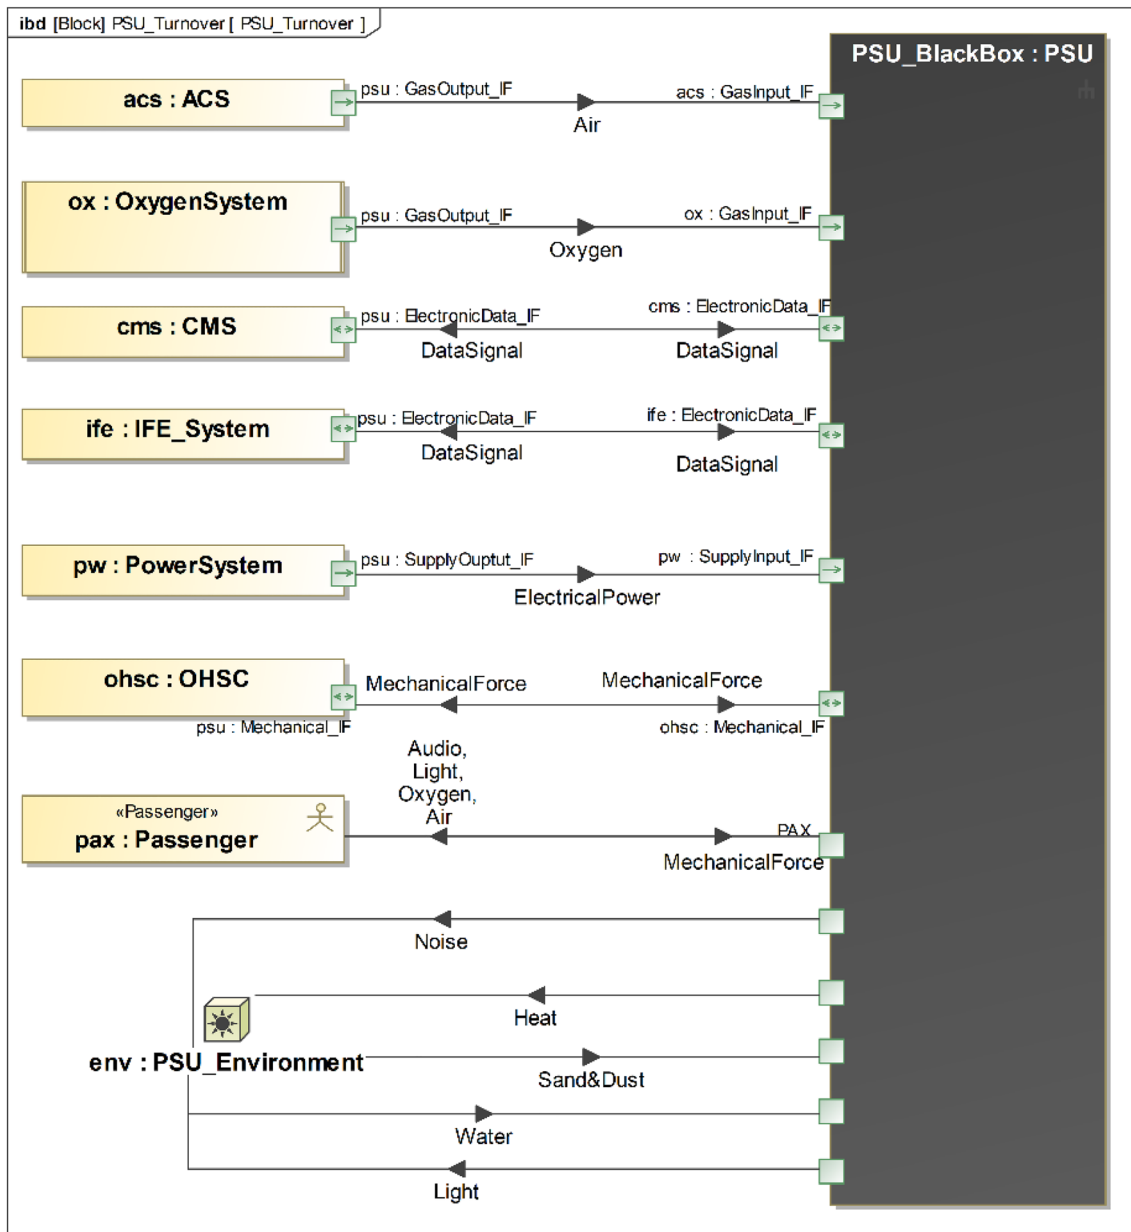 ibd [Block] PSU_Turnover [ PSU_Turnover ]
PSU_BlackBox : PSU
acs : ACS
psu : GasOutput_IF
acs : GasInput_IF
Air
ox : OxygenSystem
psu : GasOutput_IF
ox : GasInput_IF
Oxygen
cms : CMS
psu : ElectronicData_IF
cms : ElectronicData_IF
DataSignal
DataSignal
ife : IFE_System
psu : ElectronicData_IF
ife : ElectronicData_IF
DataSignal
DataSignal
pw : PowerSystem
psu : SupplyOuptut_IF
pw : SupplyInput_IF
ElectricalPower
ohsc : OHSC
MechanicalForce
MechanicalForce
psu : Mechanical_IF
ohsc : Mechanical_IF
Audio,
Light,
Oxygen,
Air
«Passenger»
pax : Passenger
PAX
MechanicalForce
Noise
Heat
env : PSU_Environment
Sand&Dust
Water
Light